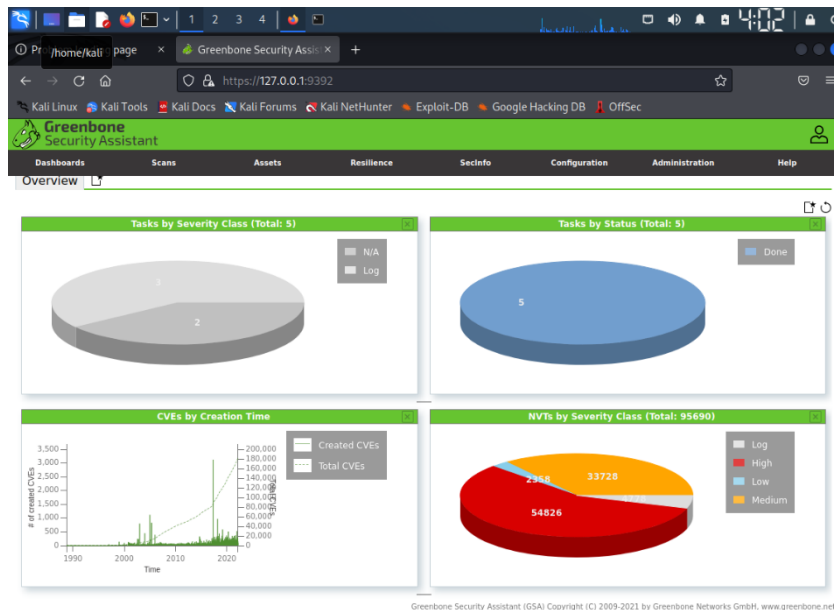 1 2 3 4
4:02
Pr
page
/home/kali
Greenbone Security Assis
https://127.0.0.1:9392
Kali Linux Kali Tools Kali Docs Kali Forums Kali NetHunter Exploit-DB Google Hacking DB OffSec
Greenbone
Security Assistant
Dashboards Scans Assets Resilience SecInfo Configuration Administration Help
Overview
Tasks by Severity Class (Total: 5)
N/A
Log
3
2
Tasks by Status (Total: 5)
Done
5
CVEs by Creation Time
Created CVEs
Total CVEs
3,500
3,000
2,500
2,000
1,500
1,000
500
0
# of created CVEs
200,000
180,000
160,000
140,000
120,000
100,000
80,000
60,000
40,000
20,000
0
1990 2000 2010 2020
Time
NVTs by Severity Class (Total: 95690)
Log
High
Low
Medium
33728
2358
54826
Greenbone Security Assistant (GSA) Copyright (C) 2009-2021 by Greenbone Networks GmbH, www.greenbone.net